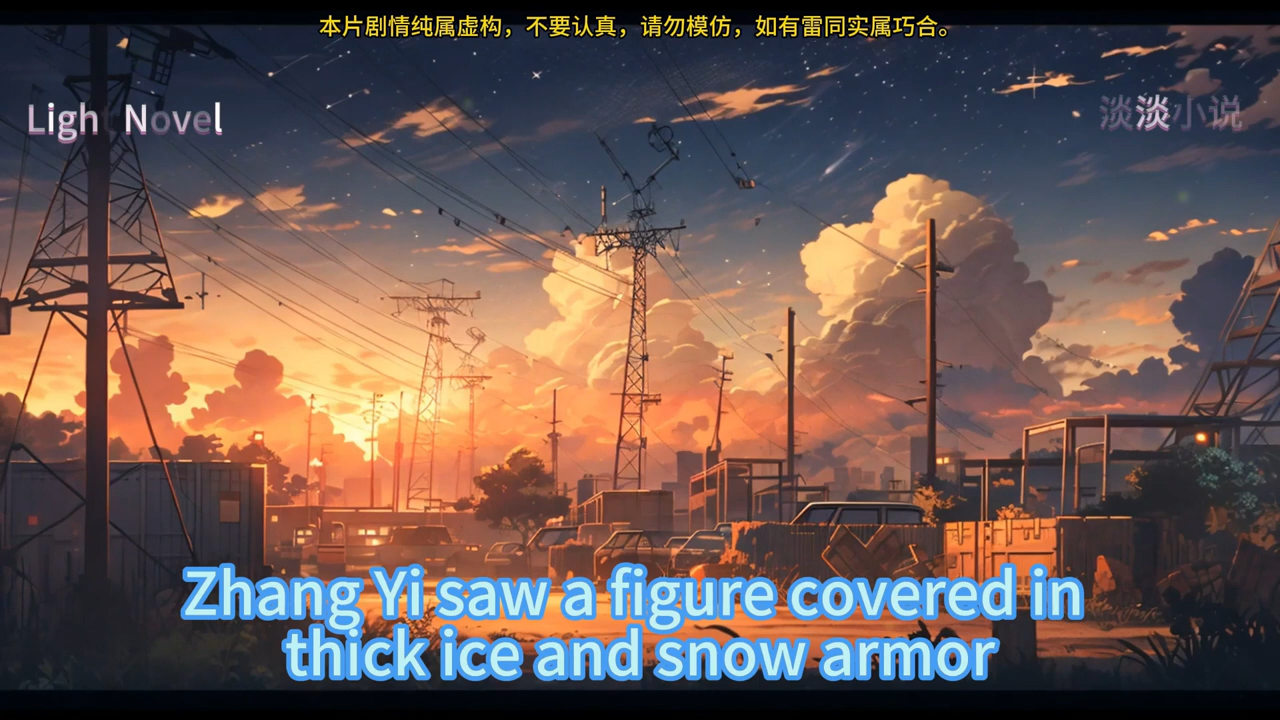 本片剧情纯属虚构，不要认真，请勿模仿，如有雷同实属巧合。
Light Novel
淡淡小说
Zhang Yi saw a figure covered in
thick ice and snow armor